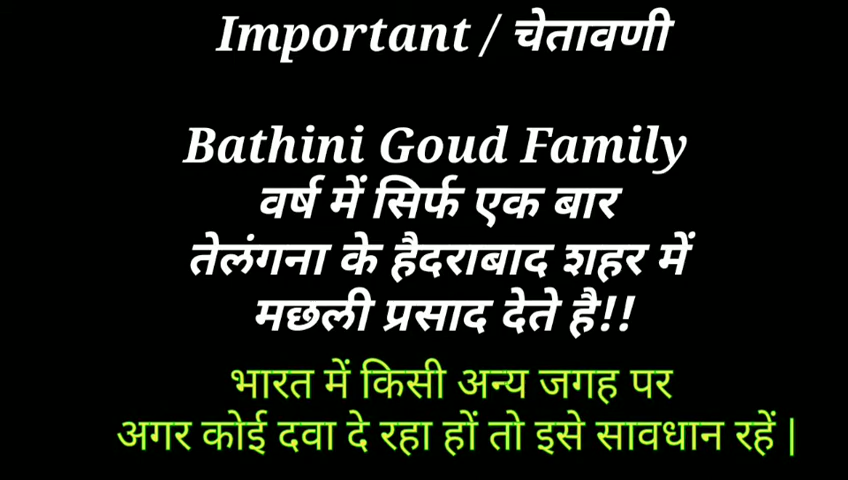 Important / चेतावणी
Bathini Goud Family
वर्ष में सिर्फ एक बार
तेलंगना के हैदराबाद शहर में
मछली प्रसाद देते है!!
भारत में किसी अन्य जगह पर
अगर कोई दवा दे रहा हों तो इसे सावधान रहें |